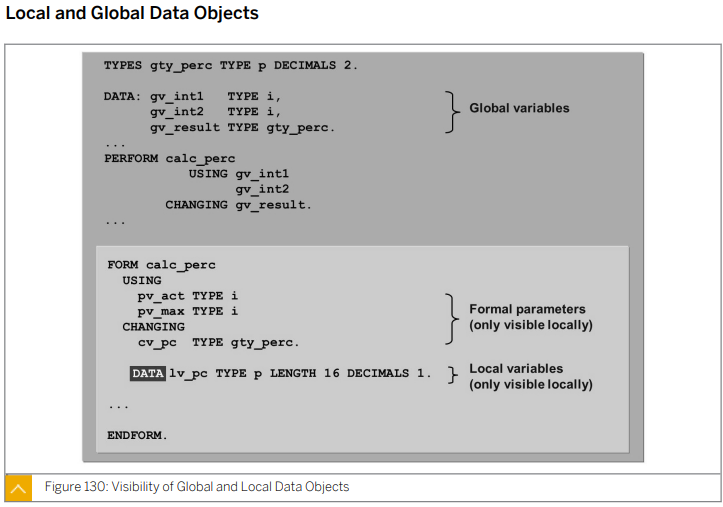 Local and Global Data Objects
TYPES gty_perc TYPE p DECIMALS 2.
DATA: gv_int1 TYPE i,
gv_int2 TYPE i,
gv_result TYPE gty_perc.
Global variables
...
PERFORM calc_perc
USING gv_int1
gv_int2
CHANGING gv_result.
...
FORM calc_perc
USING
pv_act TYPE i
pv_max TYPE i
CHANGING
cv_pc TYPE gty_perc.
Formal parameters
(only visible locally)
DATA lv_pc TYPE p LENGTH 16 DECIMALS 1.
Local variables
(only visible locally)
...
ENDFORM.
Figure 130: Visibility of Global and Local Data Objects